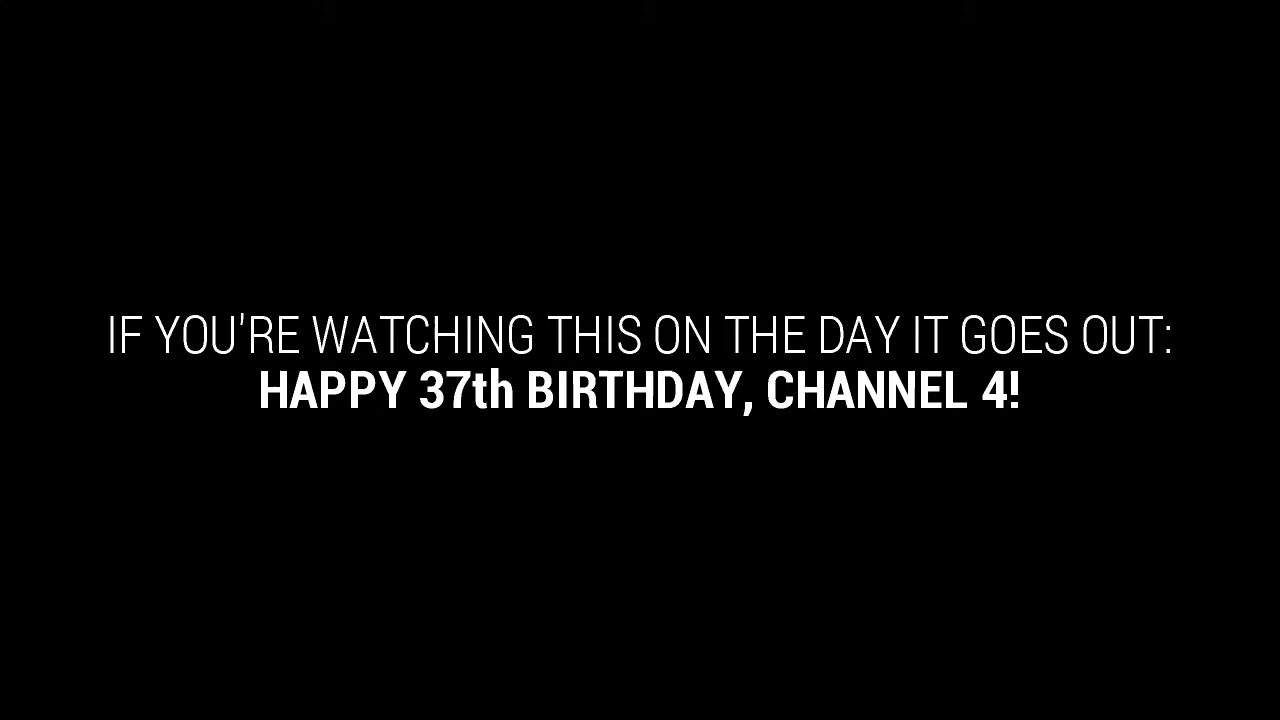 IF YOU'RE WATCHING THIS ON THE DAY IT GOES OUT:
HAPPY 37th BIRTHDAY, CHANNEL 4!